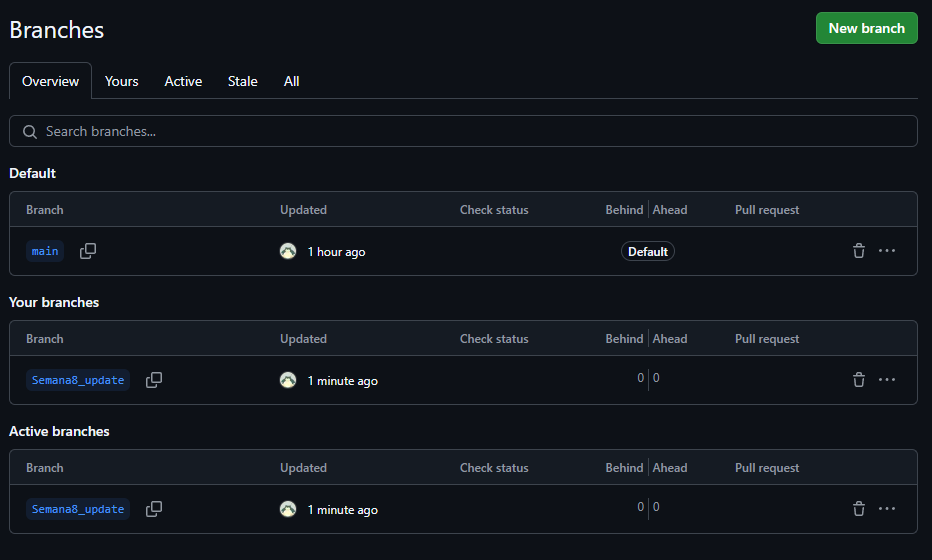 Branches
New branch
Overview Yours Active Stale All
Search branches...
Default
Branch Updated Check status Behind Ahead Pull request
main 1 hour ago Default
Your branches
Branch Updated Check status Behind Ahead Pull request
Semana8_update 1 minute ago 0 0
Active branches
Branch Updated Check status Behind Ahead Pull request
Semana8_update 1 minute ago 0 0